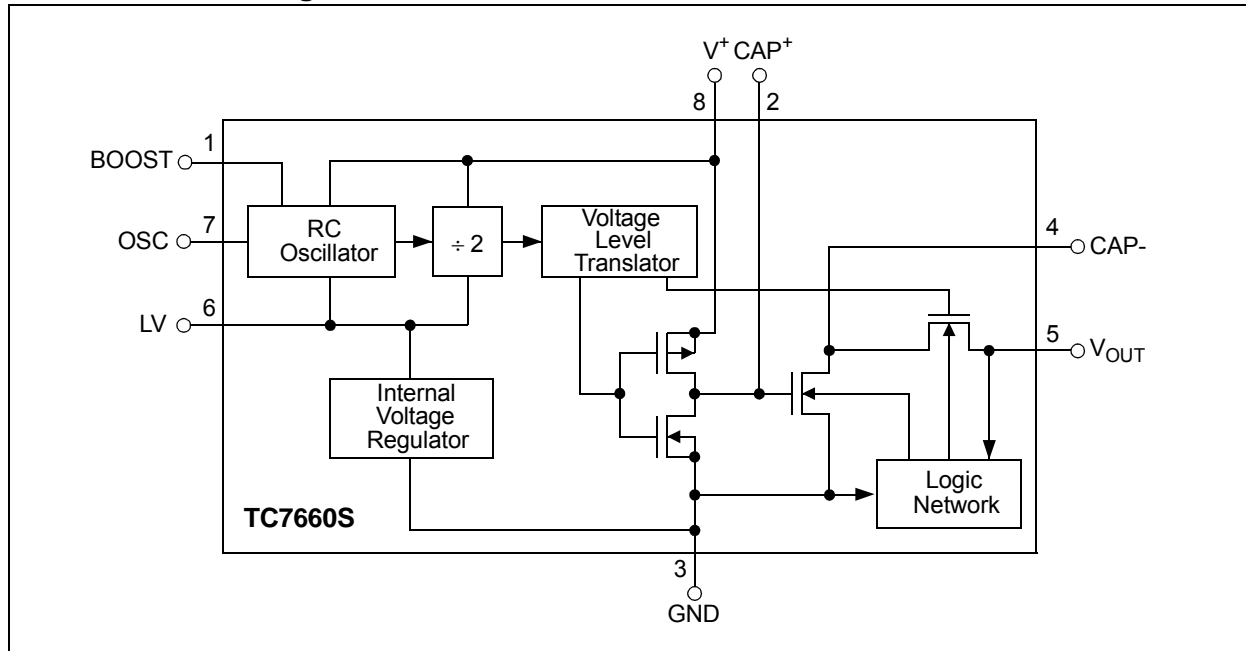 V+ CAP+
8
2
BOOST
1
OSC
7
RC
Oscillator
÷ 2
Voltage
Level
Translator
4
CAP-
LV
6
5
VOUT
Internal
Voltage
Regulator
Logic
Network
TC7660S
3
GND